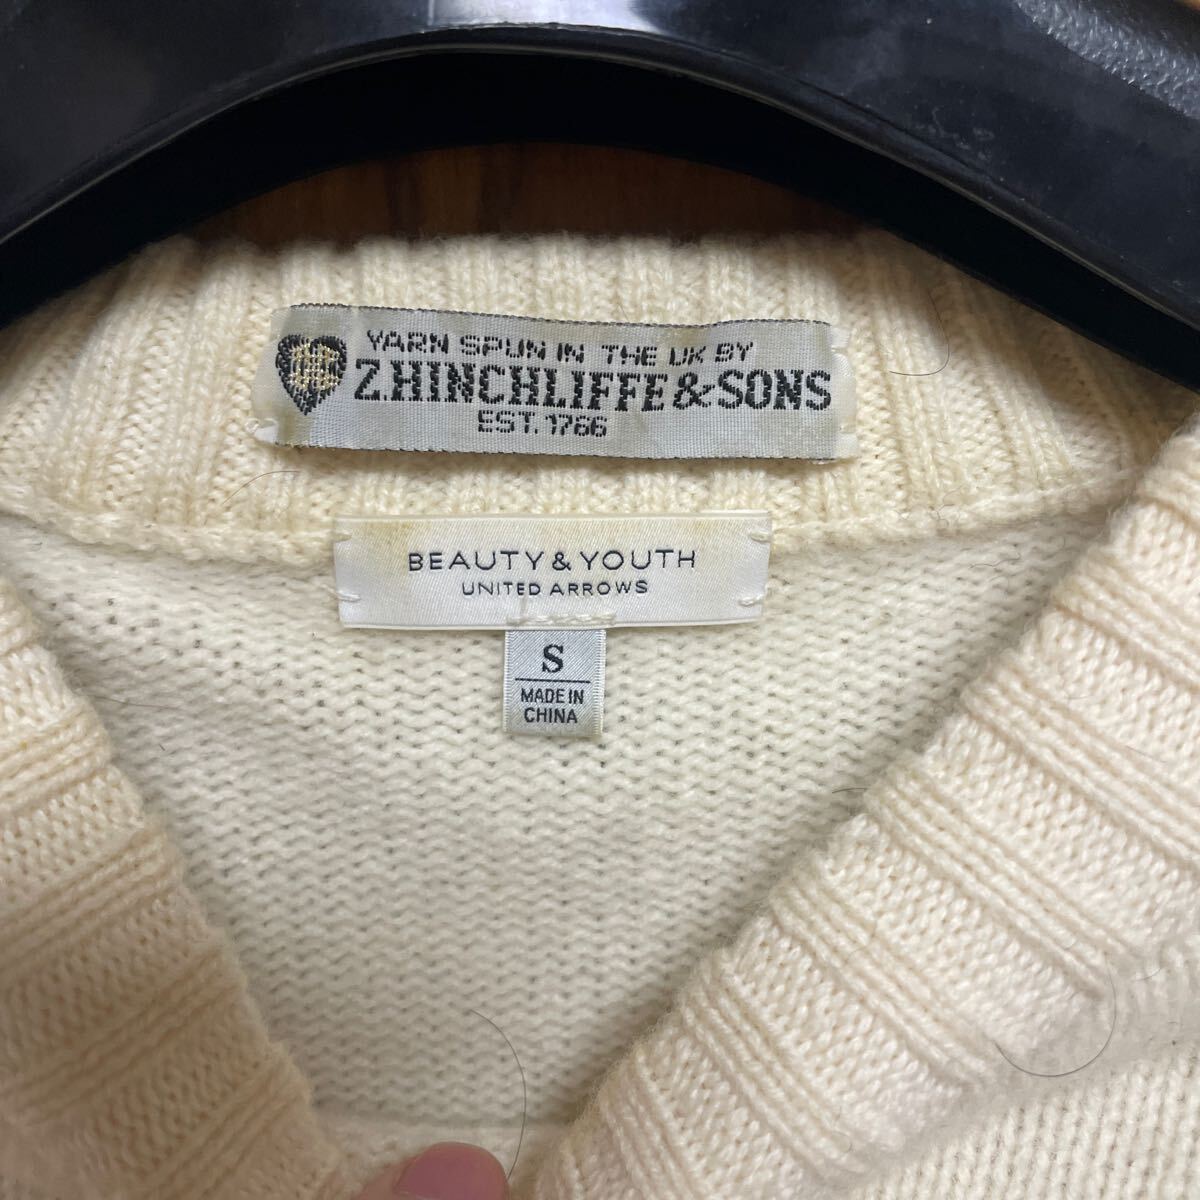 YARN SPUN IN THE UK BY
Z.HINCHLIFFE&SONS
EST. 1766
BEAUTY&YOUTH
UNITED ARROWS
S
MADE IN
CHINA